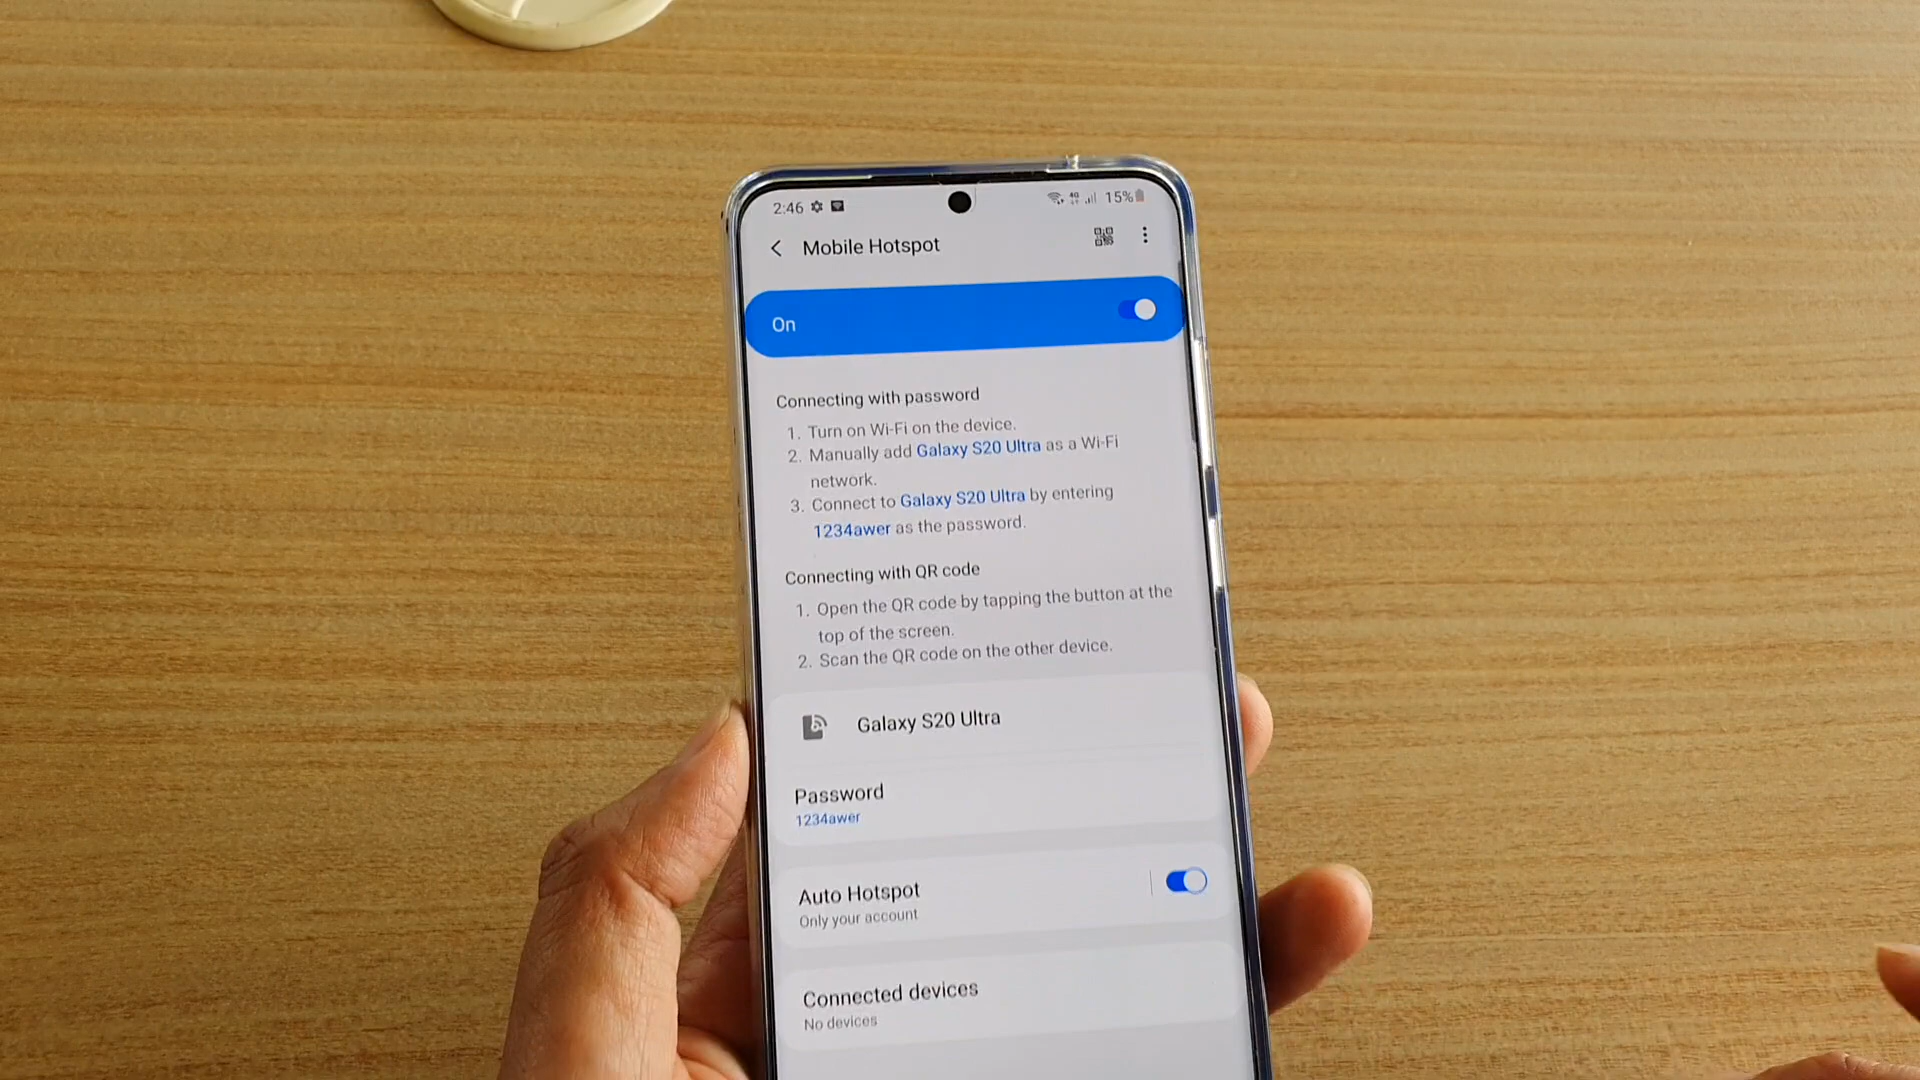 2:46 15%
Mobile Hotspot
On
Connecting with password
1. Turn on Wi-Fi on the device.
2. Manually add Galaxy S20 Ultra as a Wi-Fi
network.
3. Connect to Galaxy S20 Ultra by entering
1234awer as the password.
Connecting with QR code
1. Open the QR code by tapping the button at the
top of the screen.
2. Scan the QR code on the other device.
Galaxy S20 Ultra
Password
1234awer
Auto Hotspot
Only your account
Connected devices
No devices